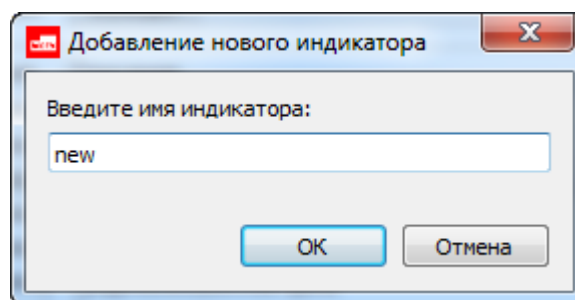 Добавление нового индикатора
Введите имя индикатора:
new
OK
Отмена